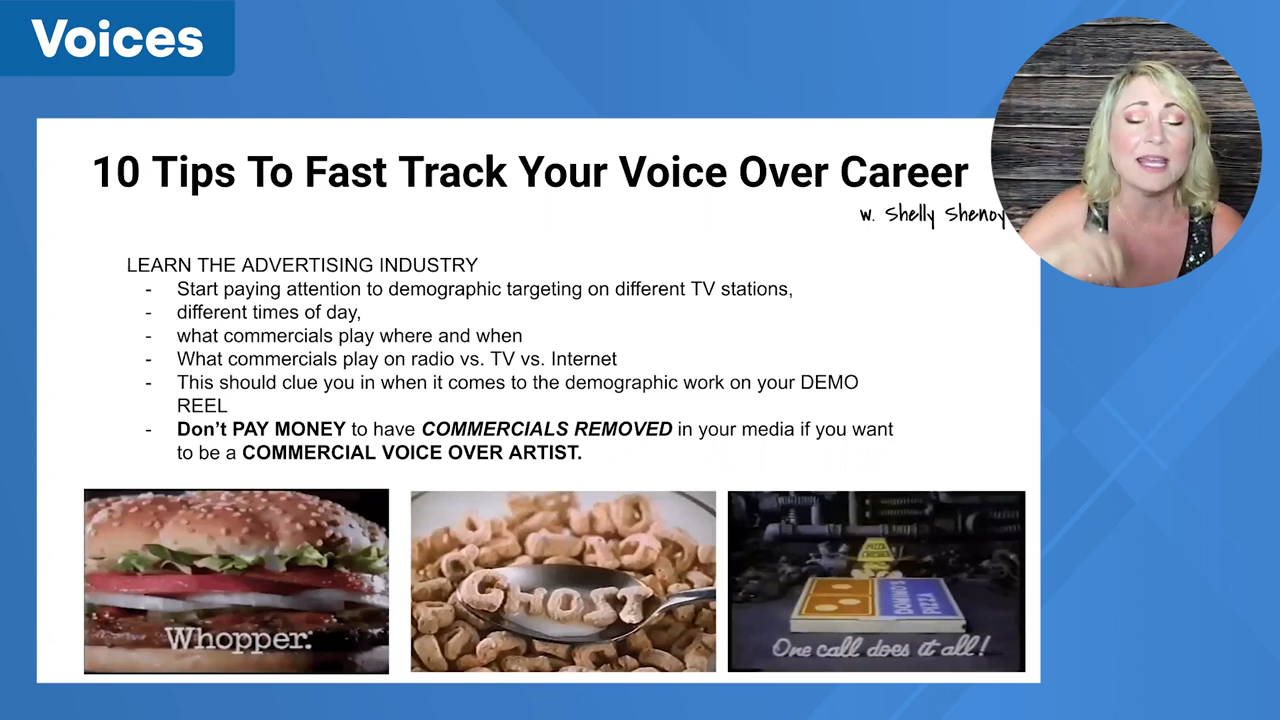 Voices
10 Tips To Fast Track Your Voice Over Career
w. Shelly Shenoy
LEARN THE ADVERTISING INDUSTRY
- Start paying attention to demographic targeting on different TV stations,
- different times of day,
- what commercials play where and when
- What commercials play on radio vs. TV vs. Internet
- This should clue you in when it comes to the demographic work on your DEMO
REEL
- Don't PAY MONEY to have COMMERCIALS REMOVED in your media if you want
to be a COMMERCIAL VOICE OVER ARTIST.
Whopper.
GHOST
DOMINO'S
PIZZA
One call does it all!